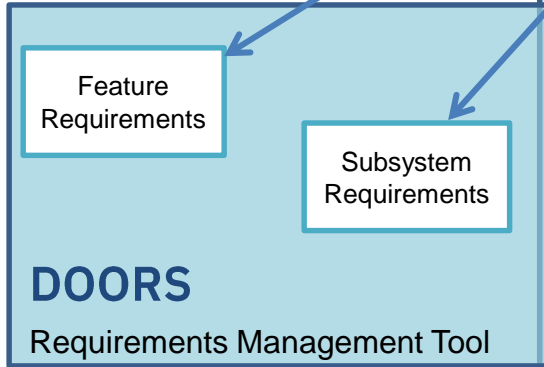 Feature
Requirements
Subsystem
Requirements
DOORS
Requirements Management Tool